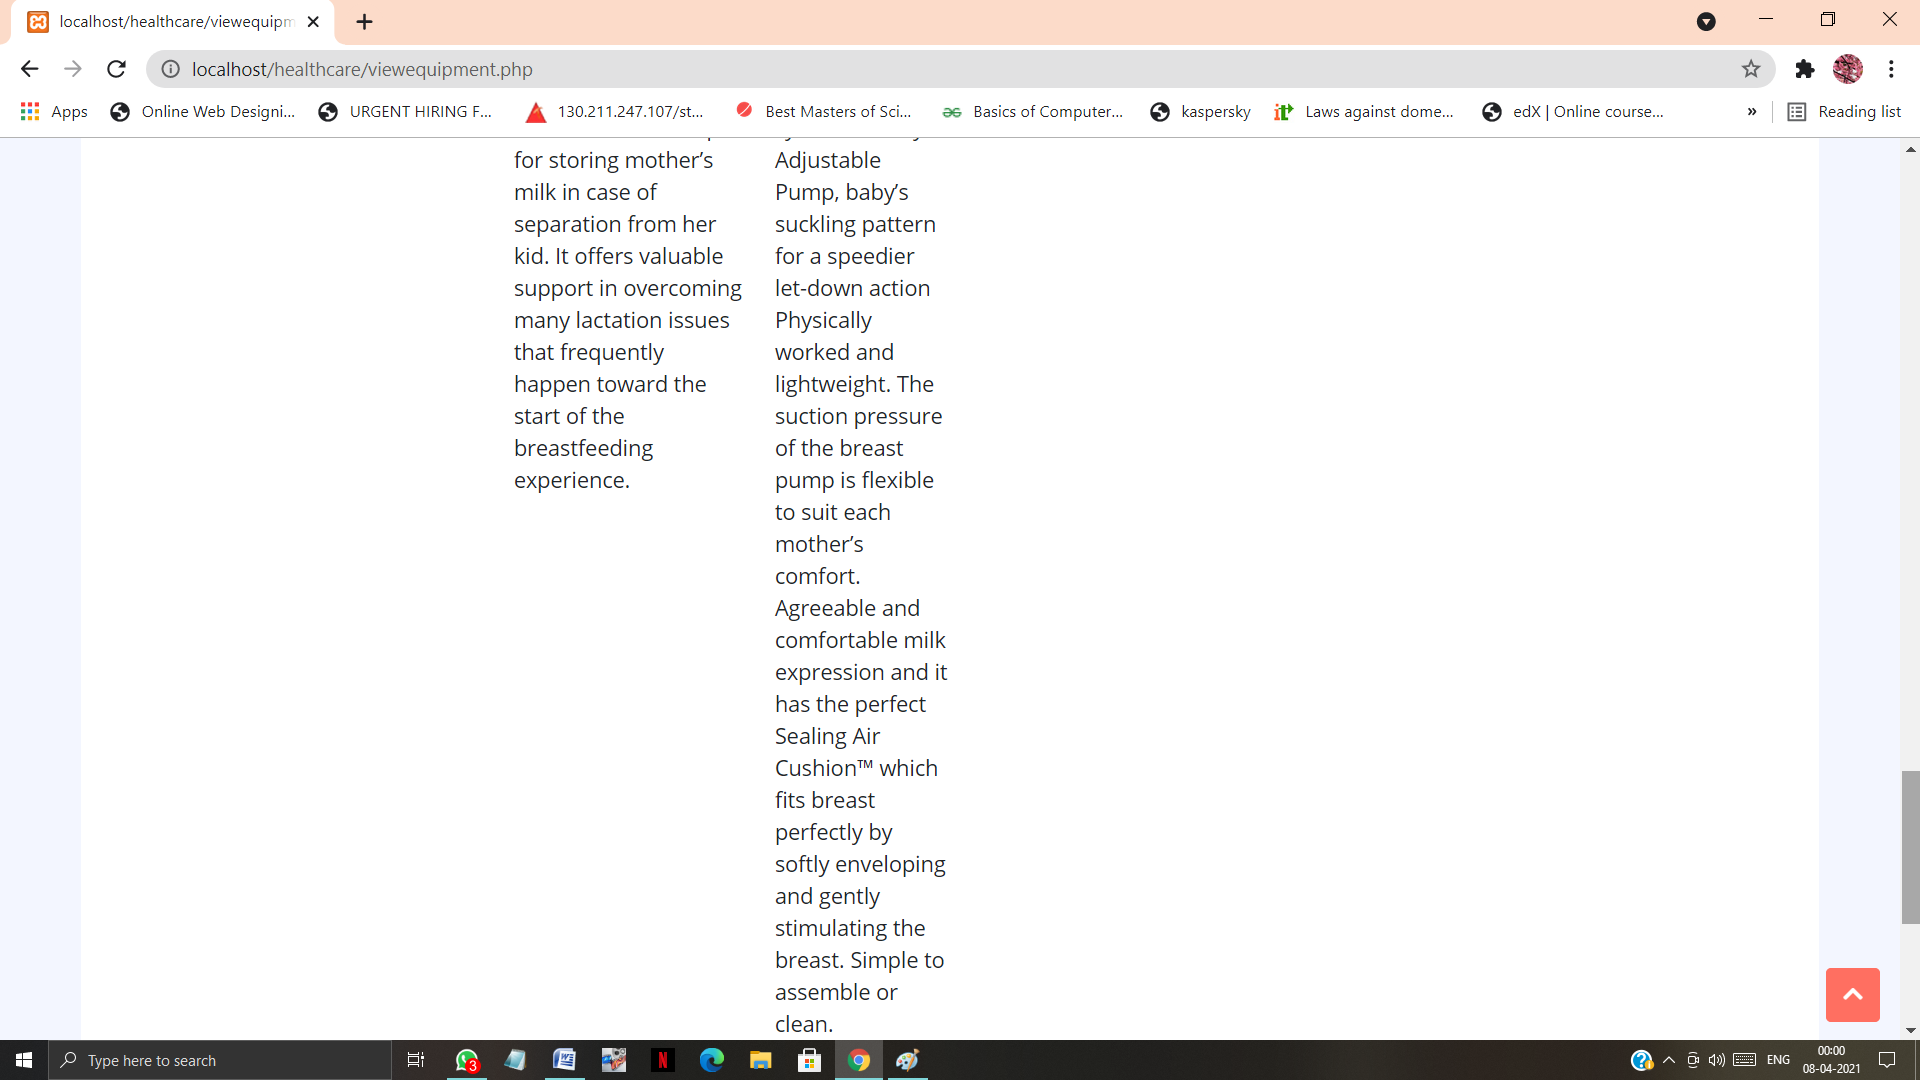 localhost/healthcare/viewequipm
localhost/healthcare/viewequipment.php
Apps
Online Web Designi...
URGENT HIRING F...
130.211.247.107/st...
Best Masters of Sci...
Basics of Computer...
kaspersky
Laws against dome...
edX | Online course...
»
Reading list
for storing mother’s
milk in case of
separation from her
kid. It offers valuable
support in overcoming
many lactation issues
that frequently
happen toward the
start of the
breastfeeding
experience.
Adjustable
Pump, baby’s
suckling pattern
for a speedier
let-down action
Physically
worked and
lightweight. The
suction pressure
of the breast
pump is flexible
to suit each
mother’s
comfort.
Agreeable and
comfortable milk
expression and it
has the perfect
Sealing Air
Cushion™ which
fits breast
perfectly by
softly enveloping
and gently
stimulating the
breast. Simple to
assemble or
clean.
Type here to search
3
ENG
00:00
08-04-2021